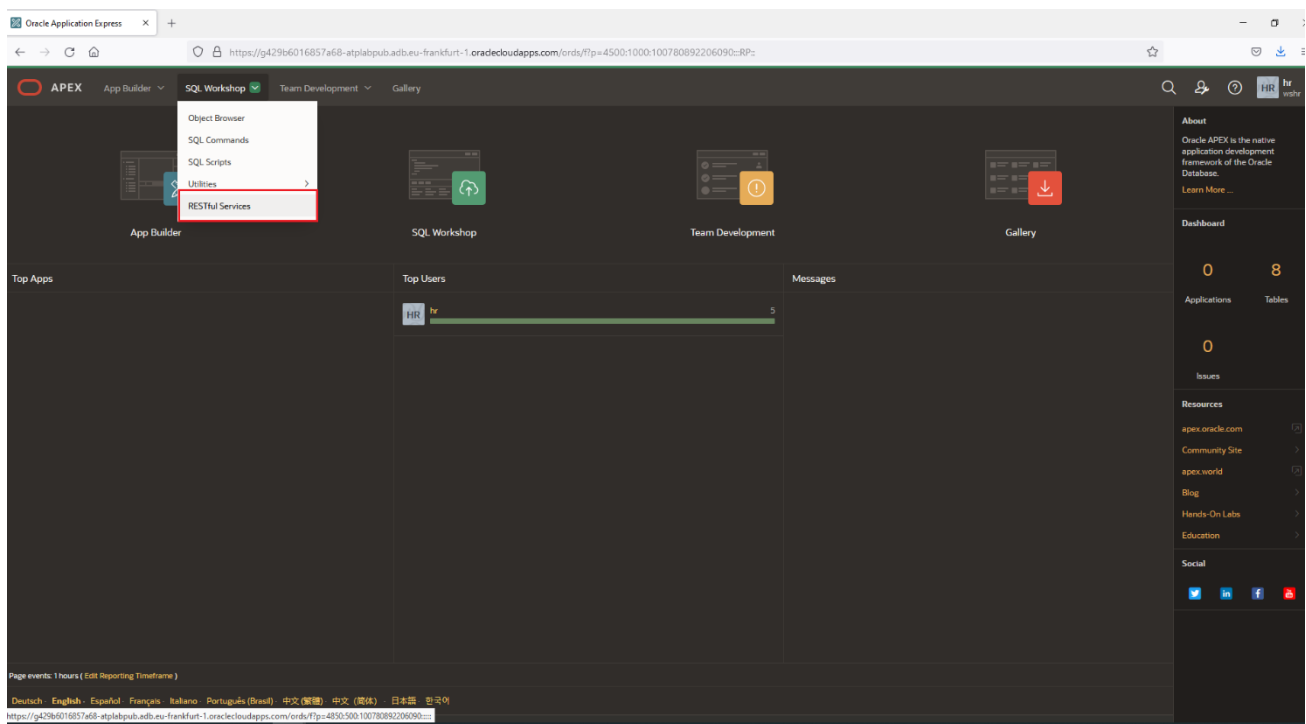 Oracle Application Express
https://g429b6016857a68-atplabpub.adb.eu-frankfurt-1.oraclecloudapps.com/ords/f?p=4500:1000:100780892206090::RP::
APEX App Builder SQL Workshop Team Development Gallery HR hr wshr
Object Browser
SQL Commands
SQL Scripts
Utilities
RESTful Services
App Builder SQL Workshop Team Development Gallery
Top Apps Top Users Messages
HR hr 5
About
Oracle APEX is the native
application development
framework of the Oracle
Database.
Learn More ...
Dashboard
0 8
Applications Tables
0
Issues
Resources
apex.oracle.com
Community Site
apex.world
Blog
Hands-On Labs
Education
Social
Page events: 1 hours ( Edit Reporting Timeframe )
Deutsch · English · Español · Français · Italiano · Português (Brasil) · 中文 (繁體) · 中文 (简体) · 日本語 · 한국어
https://g429b6016857a68-atplabpub.adb.eu-frankfurt-1.oraclecloudapps.com/ords/f?p=4850:500:100780892206090:::::